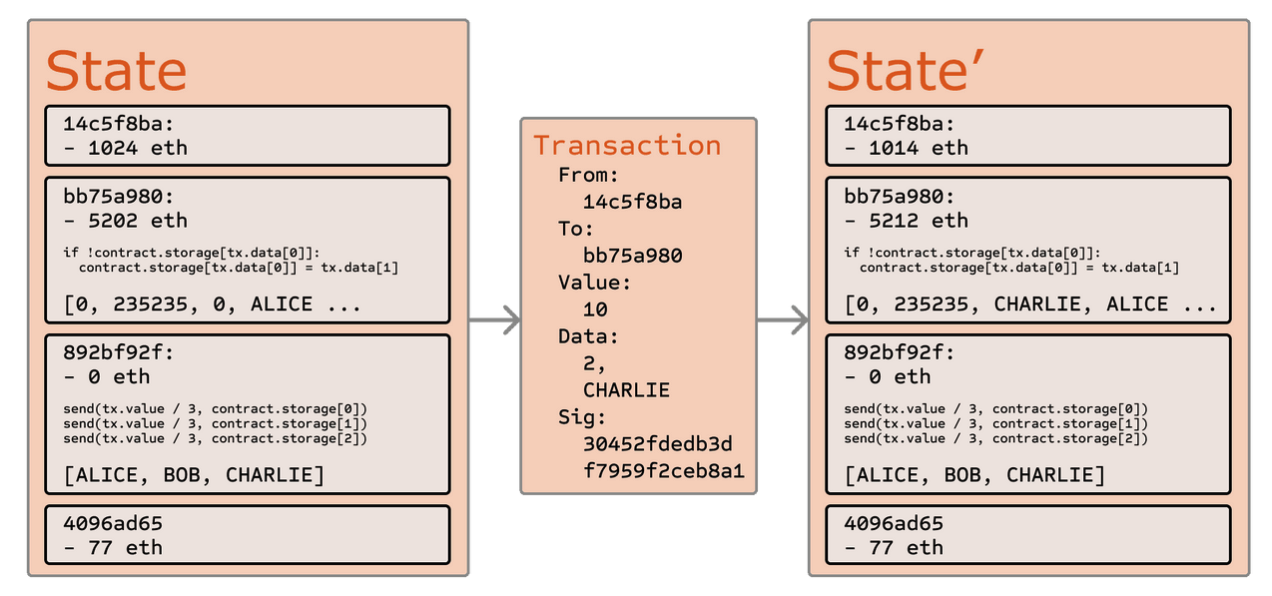 State
14c5f8ba:
- 1024 eth
bb75a980:
- 5202 eth
if !contract.storage[tx.data[0]]:
contract.storage[tx.data[0]] = tx.data[1]
[0, 235235, 0, ALICE ...
892bf92f:
- 0 eth
send(tx.value / 3, contract.storage[0])
send(tx.value / 3, contract.storage[1])
send(tx.value / 3, contract.storage[2])
[ALICE, BOB, CHARLIE]
4096ad65
- 77 eth
Transaction
From:
14c5f8ba
To:
bb75a980
Value:
10
Data:
2,
CHARLIE
Sig:
30452fdedb3d
f7959f2ceb8a1
State′
14c5f8ba:
- 1014 eth
bb75a980:
- 5212 eth
if !contract.storage[tx.data[0]]:
contract.storage[tx.data[0]] = tx.data[1]
[0, 235235, CHARLIE, ALICE ...
892bf92f:
- 0 eth
send(tx.value / 3, contract.storage[0])
send(tx.value / 3, contract.storage[1])
send(tx.value / 3, contract.storage[2])
[ALICE, BOB, CHARLIE]
4096ad65
- 77 eth